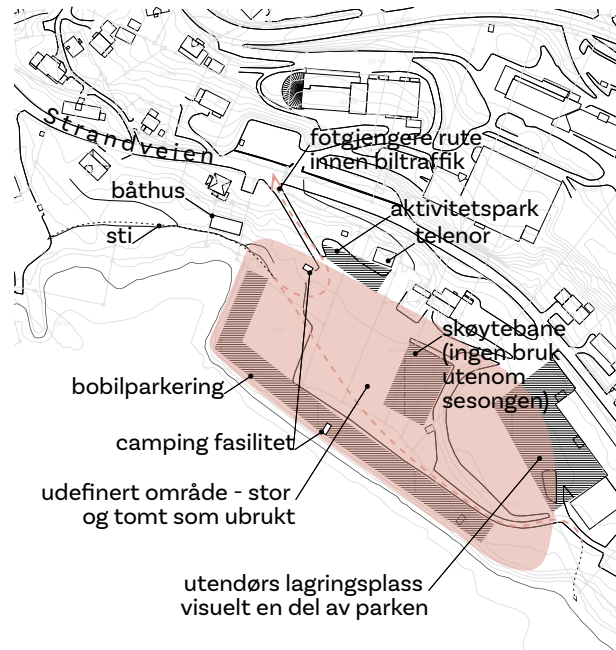 Strandveien
fotgjengere rute
innen biltraffik
båthus
aktivitetspark
sti
telenor
skøytebane
(ingen bruk
utenom
sesongen)
bobilparkering
camping fasilitet
udefinert område - stor
og tomt som ubrukt
utendørs lagringsplass
visuelt en del av parken